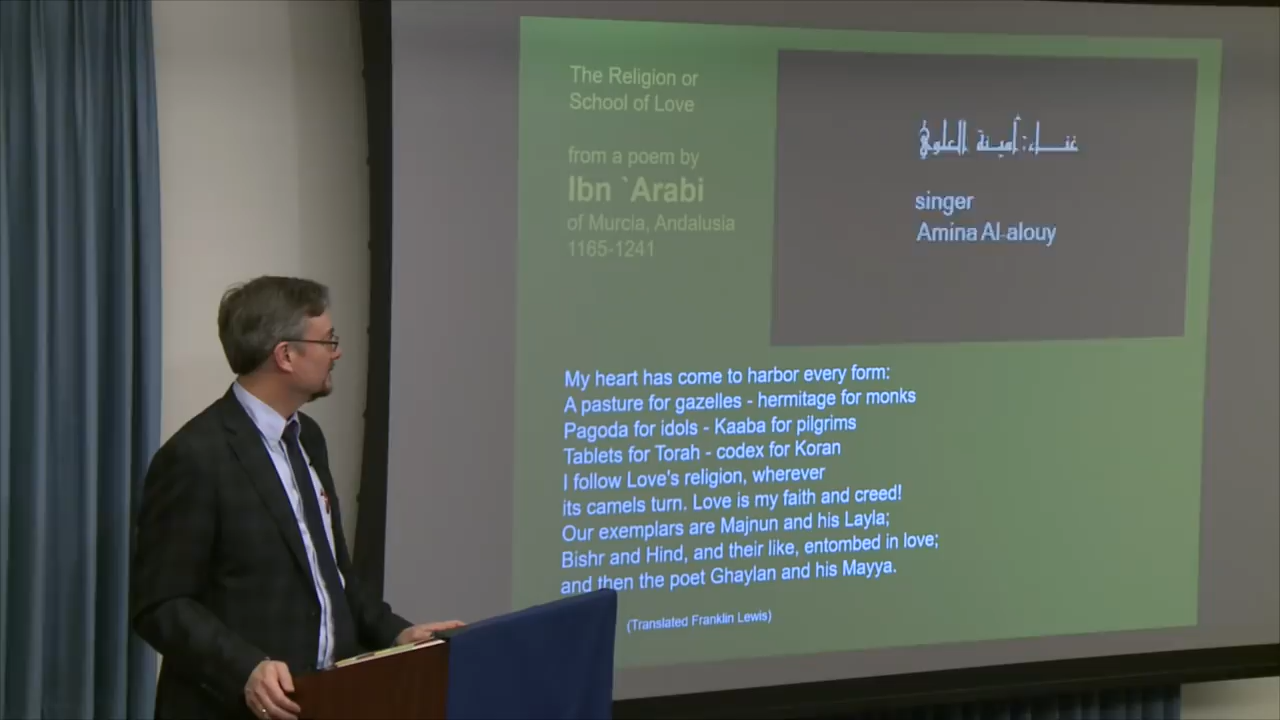 The Religion or
School of Love
from a poem by
Ibn `Arabi
of Murcia, Andalusia
1165-1241
غناء: أمينة العلوي
singer
Amina Al-alouy
My heart has come to harbor every form:
A pasture for gazelles - hermitage for monks
Pagoda for idols - Kaaba for pilgrims
Tablets for Torah - codex for Koran
I follow Love's religion, wherever
its camels turn. Love is my faith and creed!
Our exemplars are Majnun and his Layla;
Bishr and Hind, and their like, entombed in love;
and then the poet Ghaylan and his Mayya.
(Translated Franklin Lewis)